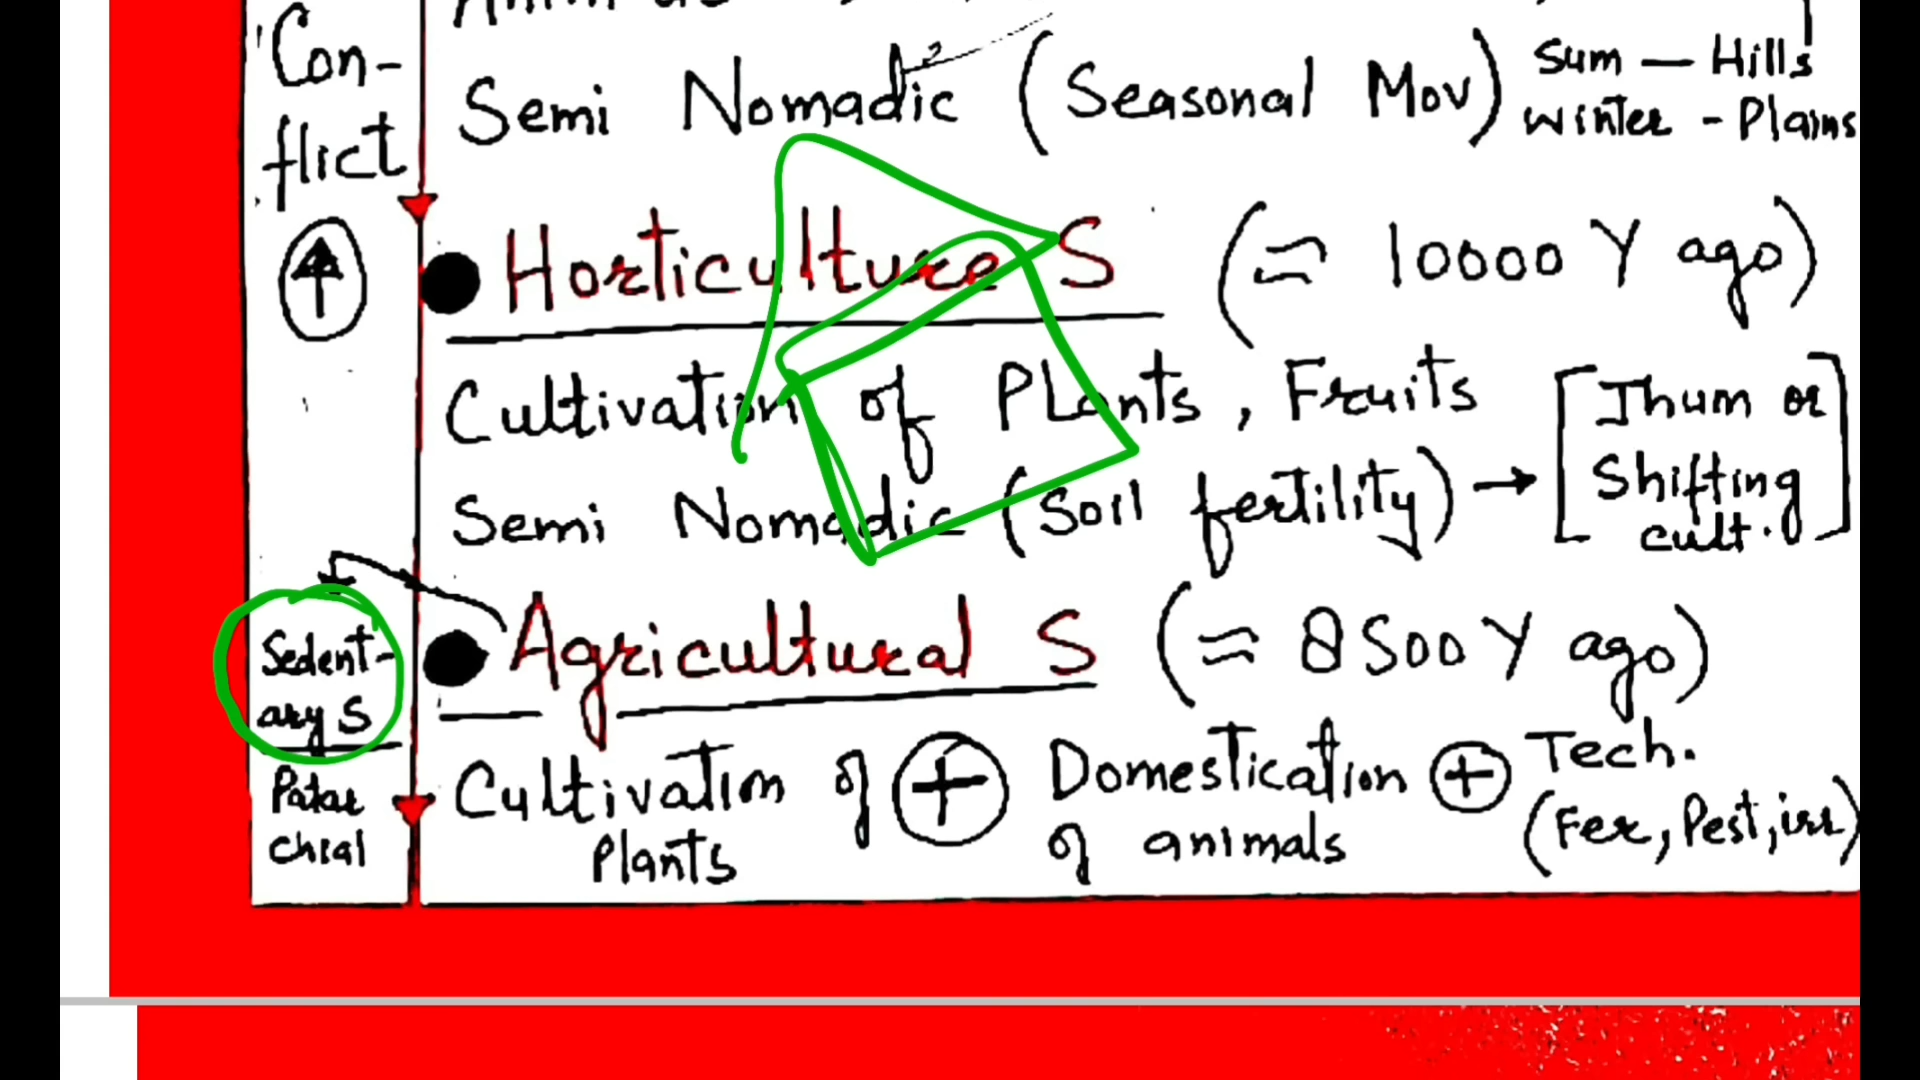 Con-
flict
Semi Nomadic (Seasonal Mov) Sum — Hills
Winter - Plains
Horticulture S (≈ 10000 Y ago)
Cultivation of Plants, Fruits [Jhum or
Semi Nomadic (Soil fertility) → Shifting
cult.]
Sedent-
ary S
Agricultural S (≈ 8500 Y ago)
Cultivation of ⊕ Domestication ⊕ Tech.
Plants of animals (Fer, Pest, irr)
Patar
chial